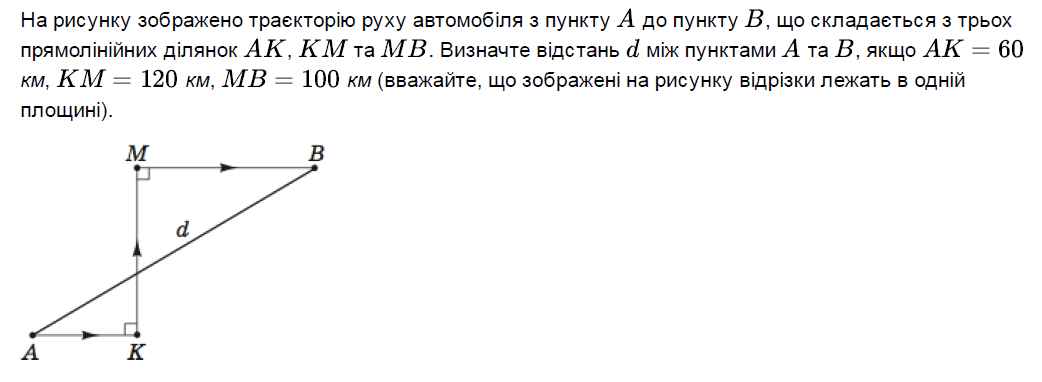 На рисунку зображено траєкторію руху автомобіля з пункту A до пункту B, що складається з трьох
прямолінійних ділянок AK, KM та MB. Визначте відстань d між пунктами A та B, якщо AK = 60
км, KM = 120 км, MB = 100 км (вважайте, що зображені на рисунку відрізки лежать в одній
площині).
M B
d
A K